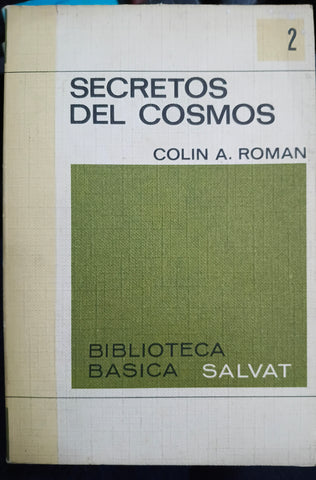 2
SECRETOS
DEL COSMOS
COLIN A. ROMAN
BIBLIOTECA
BASICA SALVAT